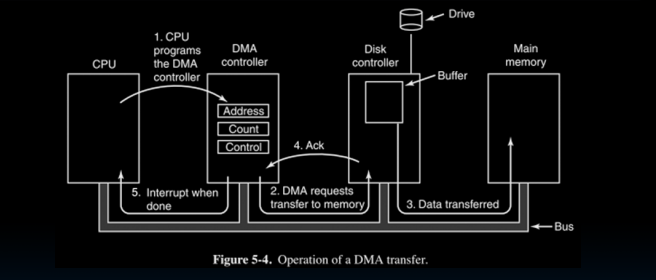 Drive
1. CPU
programs
the DMA
controller
CPU
DMA
controller
Disk
controller
Main
memory
Buffer
Address
Count
Control
4. Ack
5. Interrupt when
done
2. DMA requests
transfer to memory
3. Data transferred
Bus
Figure 5-4. Operation of a DMA transfer.